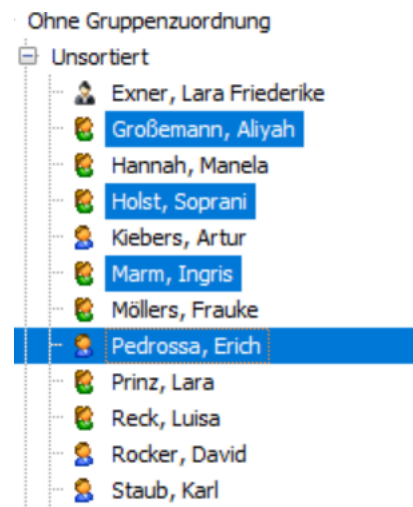 Ohne Gruppenzuordnung
Unsortiert
Exner, Lara Friederike
Großemann, Aliyah
Hannah, Manela
Holst, Soprani
Kiebers, Artur
Marm, Ingris
Möllers, Frauke
Pedrossa, Erich
Prinz, Lara
Reck, Luisa
Rocker, David
Staub, Karl